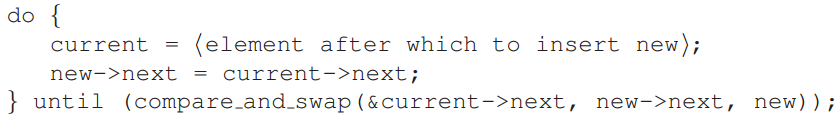 do {
current = ⟨element after which to insert new⟩;
new->next = current->next;
} until (compare_and_swap(&current->next, new->next, new));